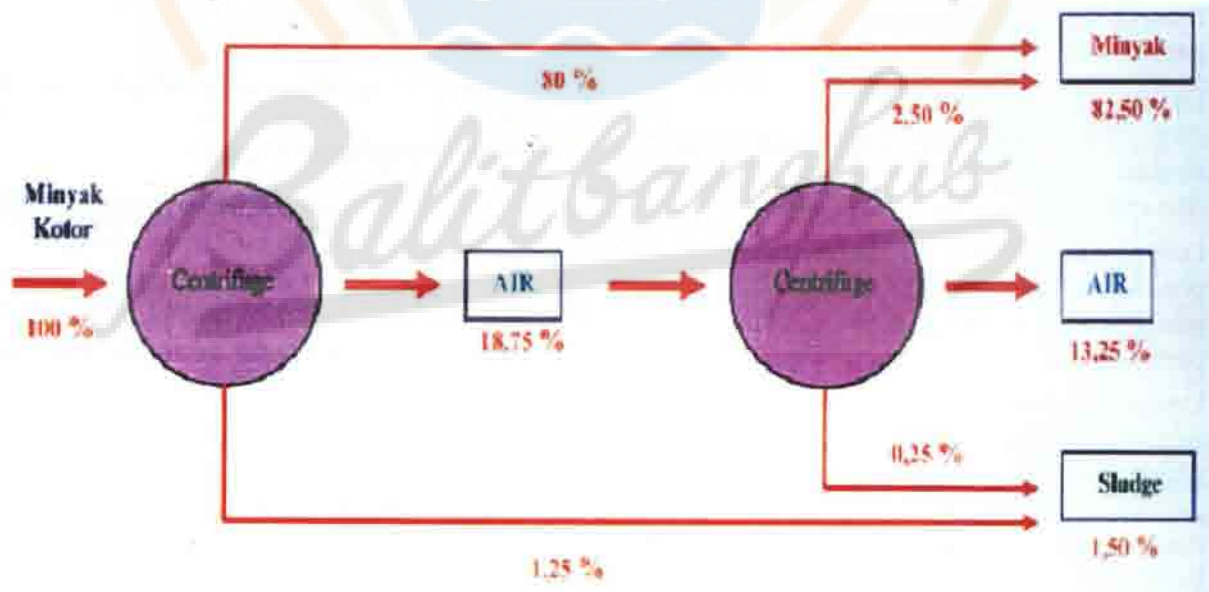 Minyak
80 %
2.50 %
82,50 %
Balitbanghub
Minyak
Kotor
Centrifuge
AIR
Centrifuge
AIR
100 %
18,75 %
13,25 %
0,25 %
Sludge
1,50 %
1.25 %